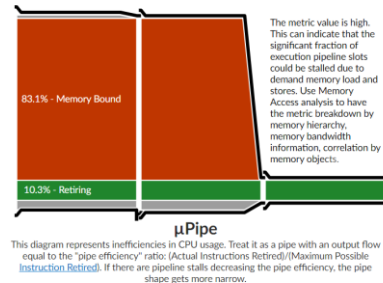 The metric value is high.
This can indicate that the
significant fraction of
execution pipeline slots
could be stalled due to
demand memory load and
stores. Use Memory
Access analysis to have
the metric breakdown by
memory hierarchy,
memory bandwidth
information, correlation by
memory objects.
83.1% - Memory Bound
10.3% - Retiring
µPipe
This diagram represents inefficiencies in CPU usage. Treat it as a pipe with an output flow
equal to the "pipe efficiency" ratio: (Actual Instructions Retired)/(Maximum Possible
Instruction Retired). If there are pipeline stalls decreasing the pipe efficiency, the pipe
shape gets more narrow.